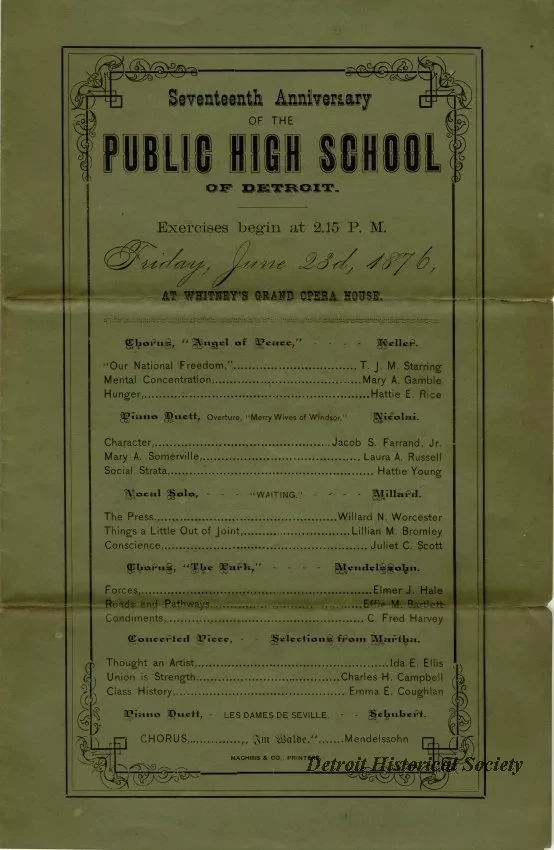 Seventeenth Anniversary
OF THE
PUBLIC HIGH SCHOOL
OF DETROIT.
Exercises begin at 2.15 P. M.
Friday, June 23d, 1876,
AT WHITNEY'S GRAND OPERA HOUSE.
Chorus, "Angel of Peace," - - - - Keller.
"Our National Freedom,"................................ T. J. M. Starring
Mental Concentration,......................................Mary A. Gamble
Hunger,...........................................................Hattie E. Rice
Piano Duett, Overture, "Merry Wives of Windsor," Nicolai.
Character,..............................................Jacob S. Farrand, Jr.
Mary A. Somerville.......................................... Laura A. Russell
Social Strata..................................................... Hattie Young
Vocal Solo, - - - "WAITING." - - - - Millard.
The Press,...............................................Willard N. Worcester
Things a Little Out of Joint,............................Lillian M. Bromley
Conscience,..................................................Juliet C. Scott
Chorus, "The Park," - - - - Mendelssohn.
Forces,..........................................................Elmer J. Hale
Roads and Pathways......................................Effie M. Bartlett
Condiments,................................................. C. Fred Harvey
Concerted Piece, - - Selections from Martha.
Thought an Artist,................................................Ida E. Ellis
Union is Strength,.....................................Charles H. Campbell
Class History,............................................ Emma E. Coughlan
Piano Duett, - LES DAMES DE SEVILLE. - - Schubert.
CHORUS,.............,, Im Walde.".......Mendelssohn
MACHRIS & CO., PRINTERS
Detroit Historical Society